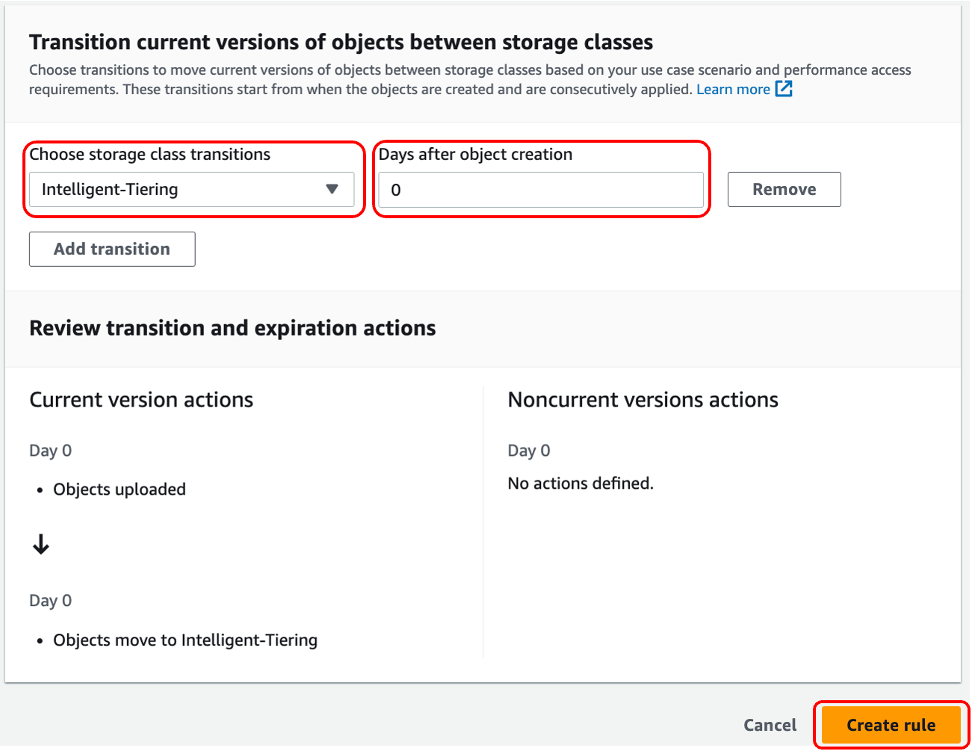 Transition current versions of objects between storage classes
Choose transitions to move current versions of objects between storage classes based on your use case scenario and performance access
requirements. These transitions start from when the objects are created and are consecutively applied. Learn more
Choose storage class transitions
Days after object creation
Intelligent-Tiering
0
Remove
Add transition
Review transition and expiration actions
Current version actions
Day 0
• Objects uploaded
Day 0
• Objects move to Intelligent-Tiering
Noncurrent versions actions
Day 0
No actions defined.
Cancel
Create rule